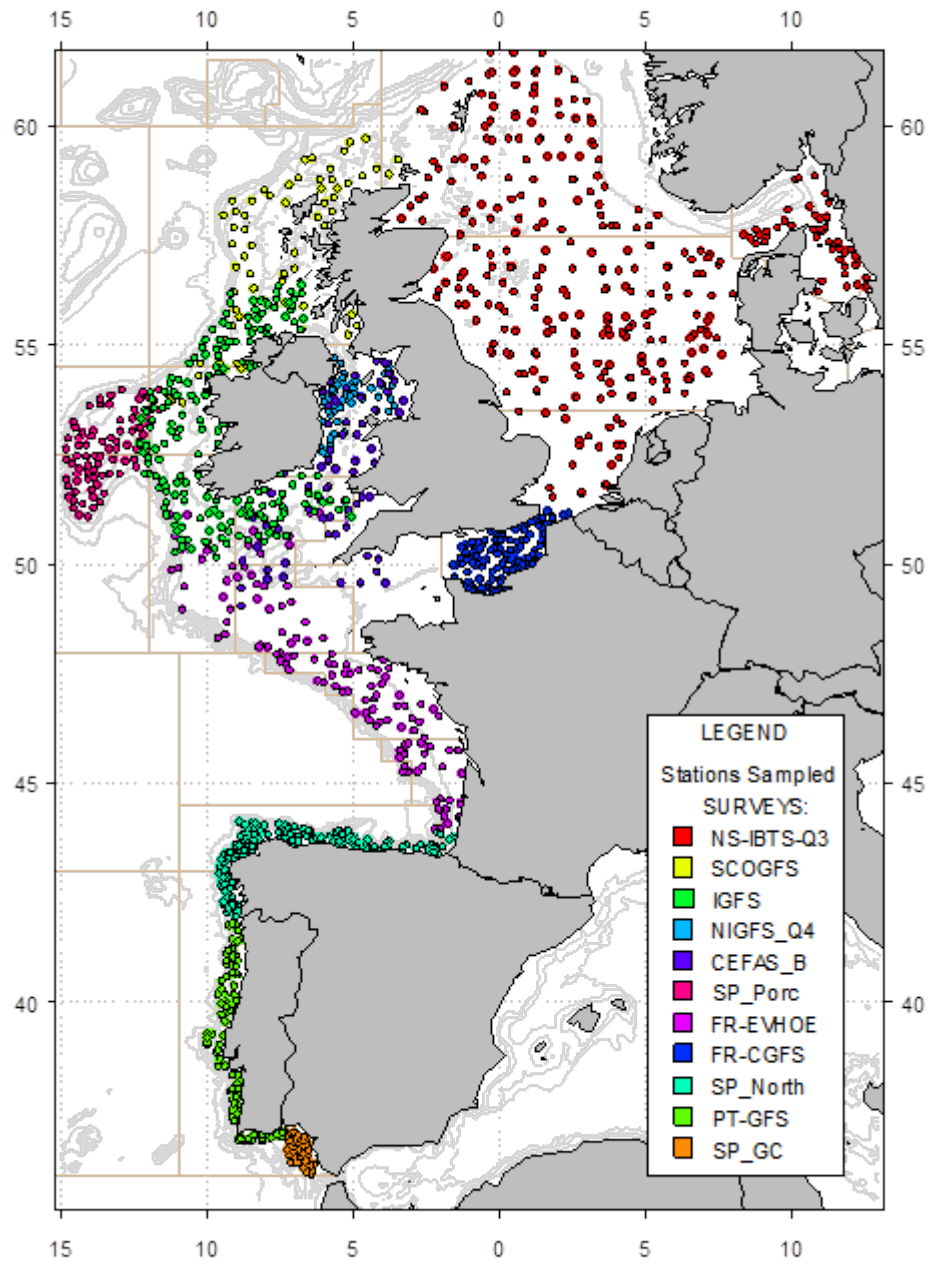 15 10 5 0 5 10
60 60
55 55
50 50
45 45
40 40
LEGEND
Stations Sampled
SURVEYS:
NS-IBTS-Q3
SCOGFS
IGFS
NIGFS_Q4
CEFAS_B
SP_Porc
FR-EVHOE
FR-CGFS
SP_North
PT-GFS
SP_GC
15 10 5 0 5 10